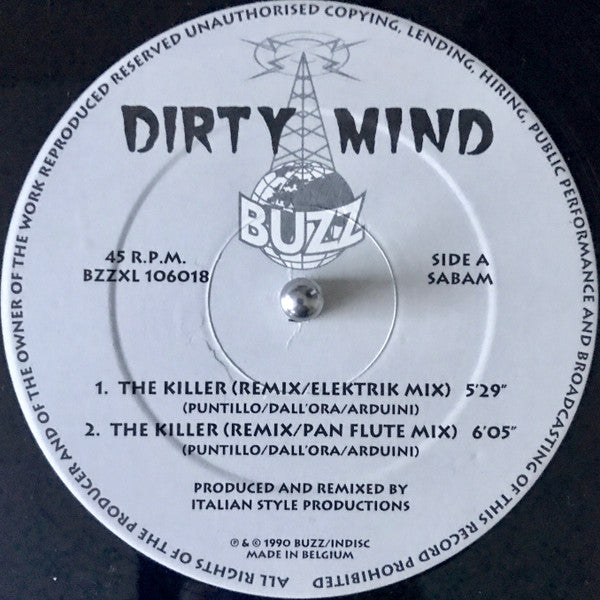 ALL RIGHTS OF THE PRODUCER AND OF THE OWNER OF THE WORK REPRODUCED RESERVED UNAUTHORISED COPYING, LENDING, HIRING, PUBLIC PERFORMANCE AND BROADCASTING OF THIS RECORD PROHIBITED
DIRTY MIND
BUZZ
45 R.P.M.
BZZXL 106018
SIDE A
SABAM
1. THE KILLER (REMIX/ELEKTRIK MIX) 5'29"
(PUNTILLO/DALL'ORA/ARDUINI)
2. THE KILLER (REMIX/PAN FLUTE MIX) 6'05"
(PUNTILLO/DALL'ORA/ARDUINI)
PRODUCED AND REMIXED BY
ITALIAN STYLE PRODUCTIONS
℗ & © 1990 BUZZ/INDISC
MADE IN BELGIUM